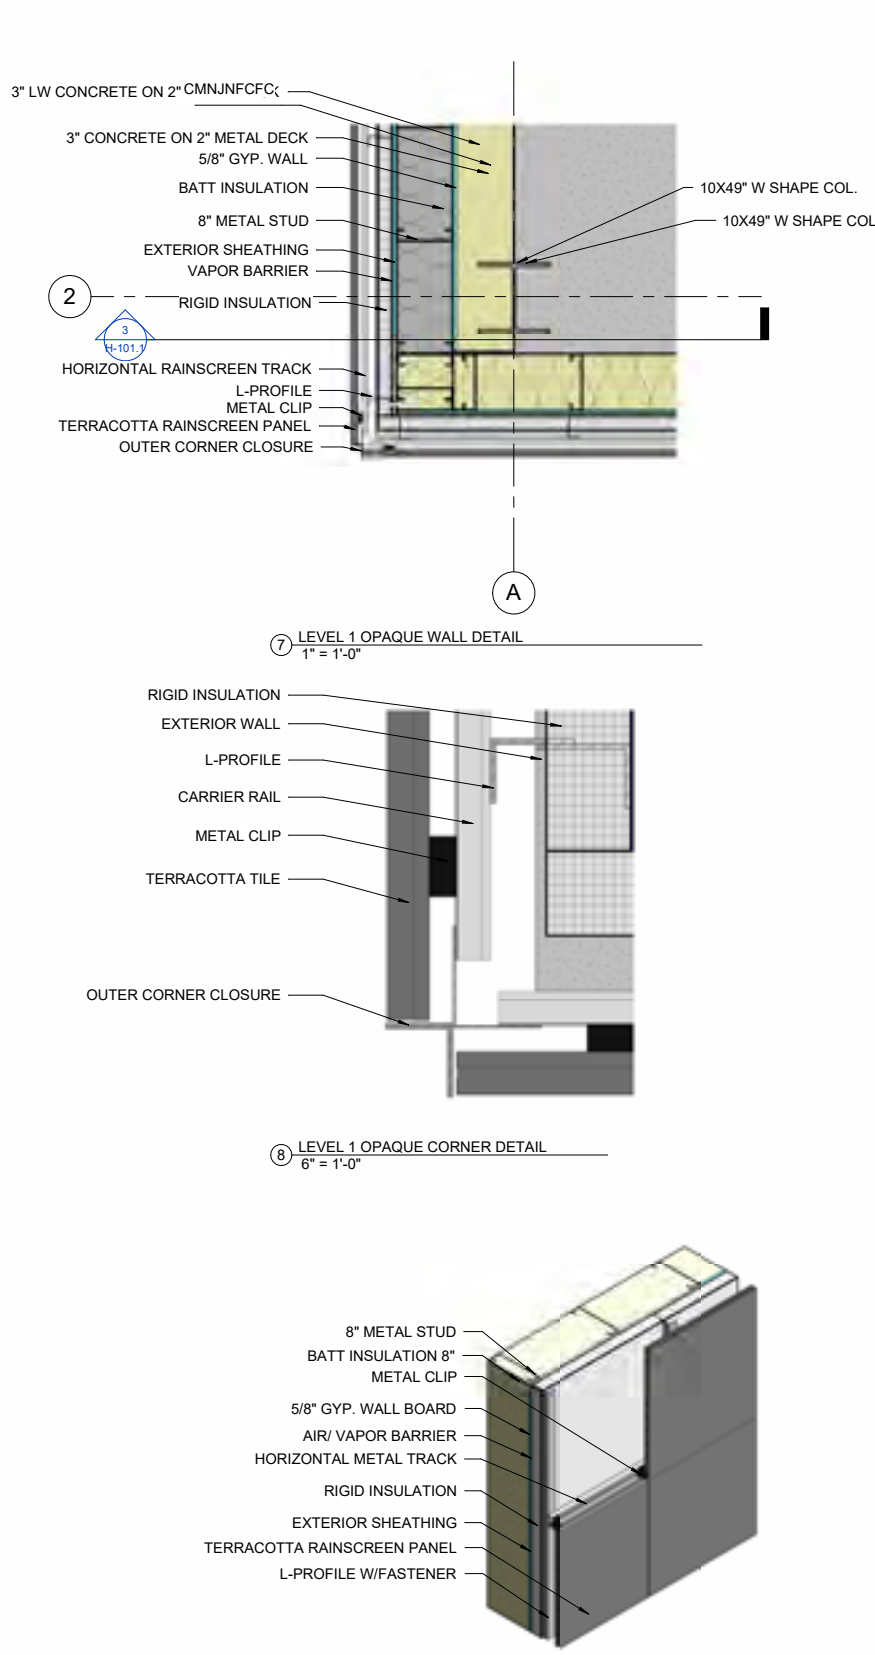 3" LW CONCRETE ON 2" CMNJNFCFC
3" CONCRETE ON 2" METAL DECK
5/8" GYP. WALL
BATT INSULATION
8" METAL STUD
EXTERIOR SHEATHING
VAPOR BARRIER
RIGID INSULATION
10X49" W SHAPE COL.
10X49" W SHAPE COL
2
3
H-101.1
HORIZONTAL RAINSCREEN TRACK
L-PROFILE
METAL CLIP
TERRACOTTA RAINSCREEN PANEL
OUTER CORNER CLOSURE
A
7 LEVEL 1 OPAQUE WALL DETAIL
1" = 1'-0"
RIGID INSULATION
EXTERIOR WALL
L-PROFILE
CARRIER RAIL
METAL CLIP
TERRACOTTA TILE
OUTER CORNER CLOSURE
8 LEVEL 1 OPAQUE CORNER DETAIL
6" = 1'-0"
8" METAL STUD
BATT INSULATION 8"
METAL CLIP
5/8" GYP. WALL BOARD
AIR/ VAPOR BARRIER
HORIZONTAL METAL TRACK
RIGID INSULATION
EXTERIOR SHEATHING
TERRACOTTA RAINSCREEN PANEL
L-PROFILE W/FASTENER